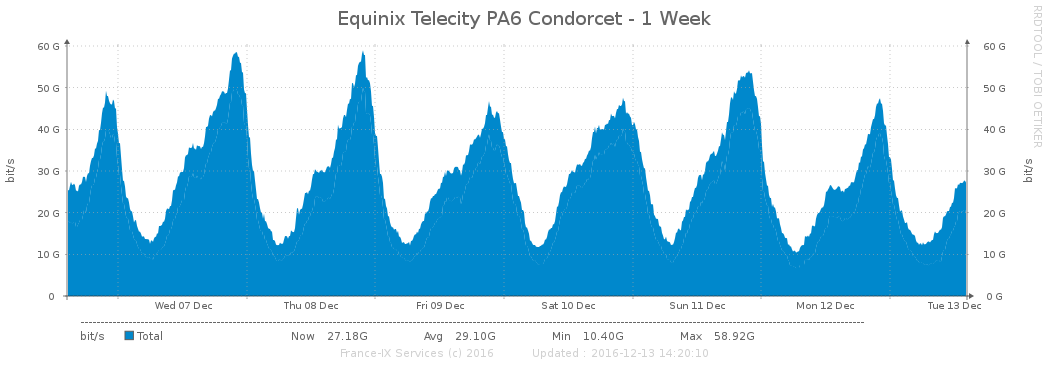 Equinix Telecity PA6 Condorcet - 1 Week
RRDTOOL / TOBI OETIKER
bit/s
60 G
50 G
40 G
30 G
20 G
10 G
0
60 G
50 G
40 G
30 G
20 G
10 G
0 G
bit/s
Wed 07 Dec Thu 08 Dec Fri 09 Dec Sat 10 Dec Sun 11 Dec Mon 12 Dec Tue 13 Dec
bit/s Total Now 27.18G Avg 29.10G Min 10.40G Max 58.92G
France-IX Services (c) 2016 Updated : 2016-12-13 14:20:10